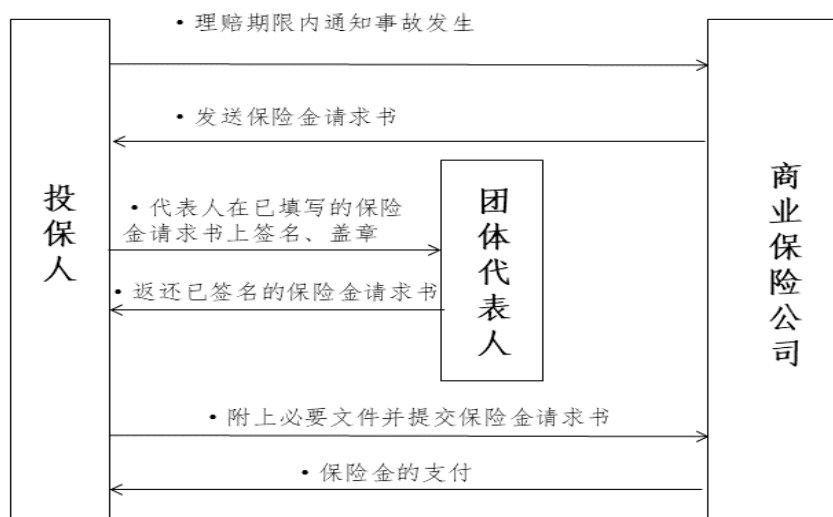 • 理赔期限内通知事故发生
• 发送保险金请求书
投保人
• 代表人在已填写的保险
金请求书上签名、盖章
• 返还已签名的保险金请求书
团体代表人
商业保险公司
• 附上必要文件并提交保险金请求书
• 保险金的支付